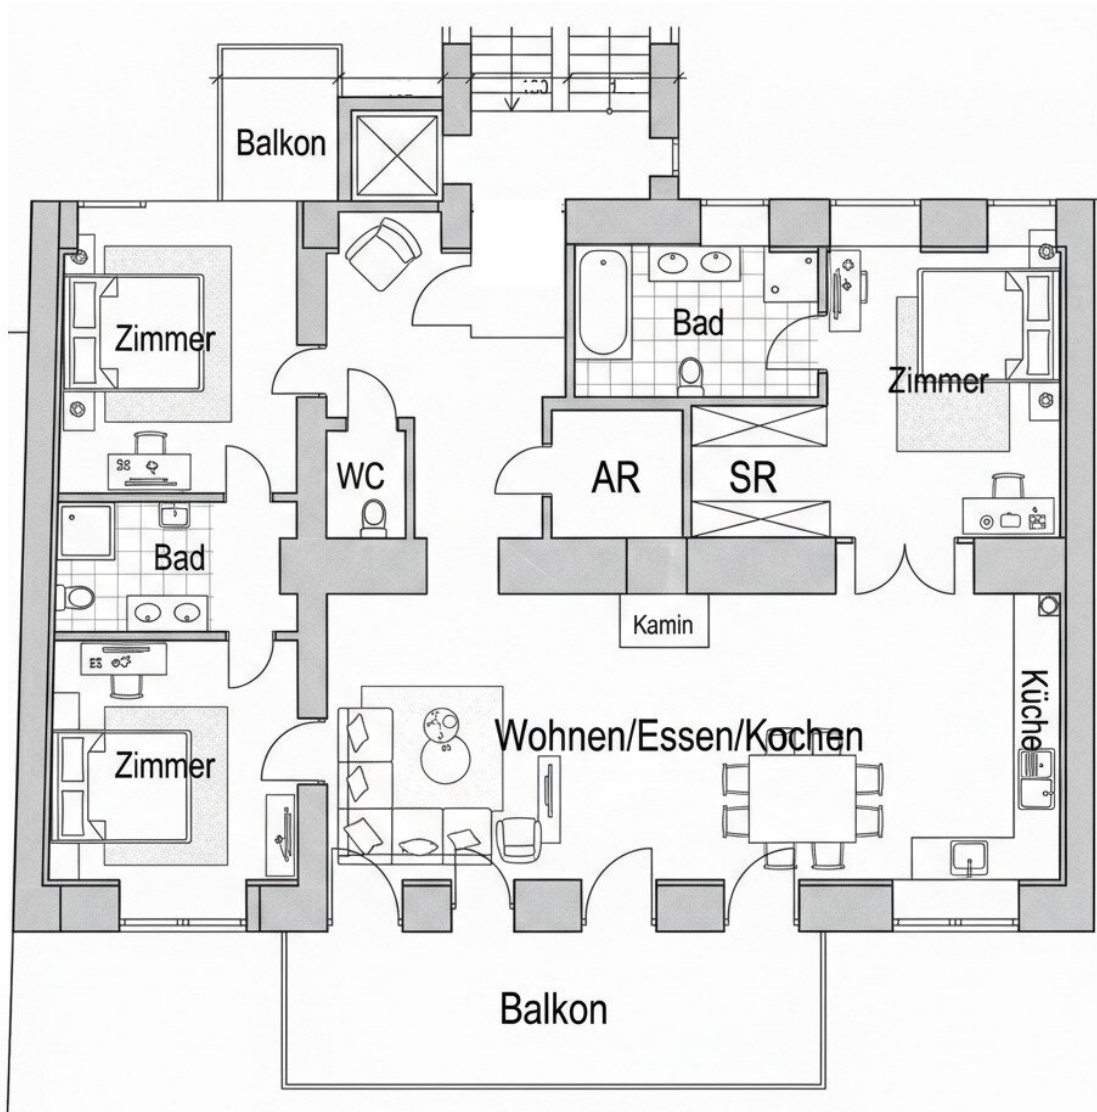 Balkon
Zimmer
Bad
Zimmer
WC
AR
SR
Bad
Kamin
Küche
Wohnen/Essen/Kochen
Zimmer
Balkon